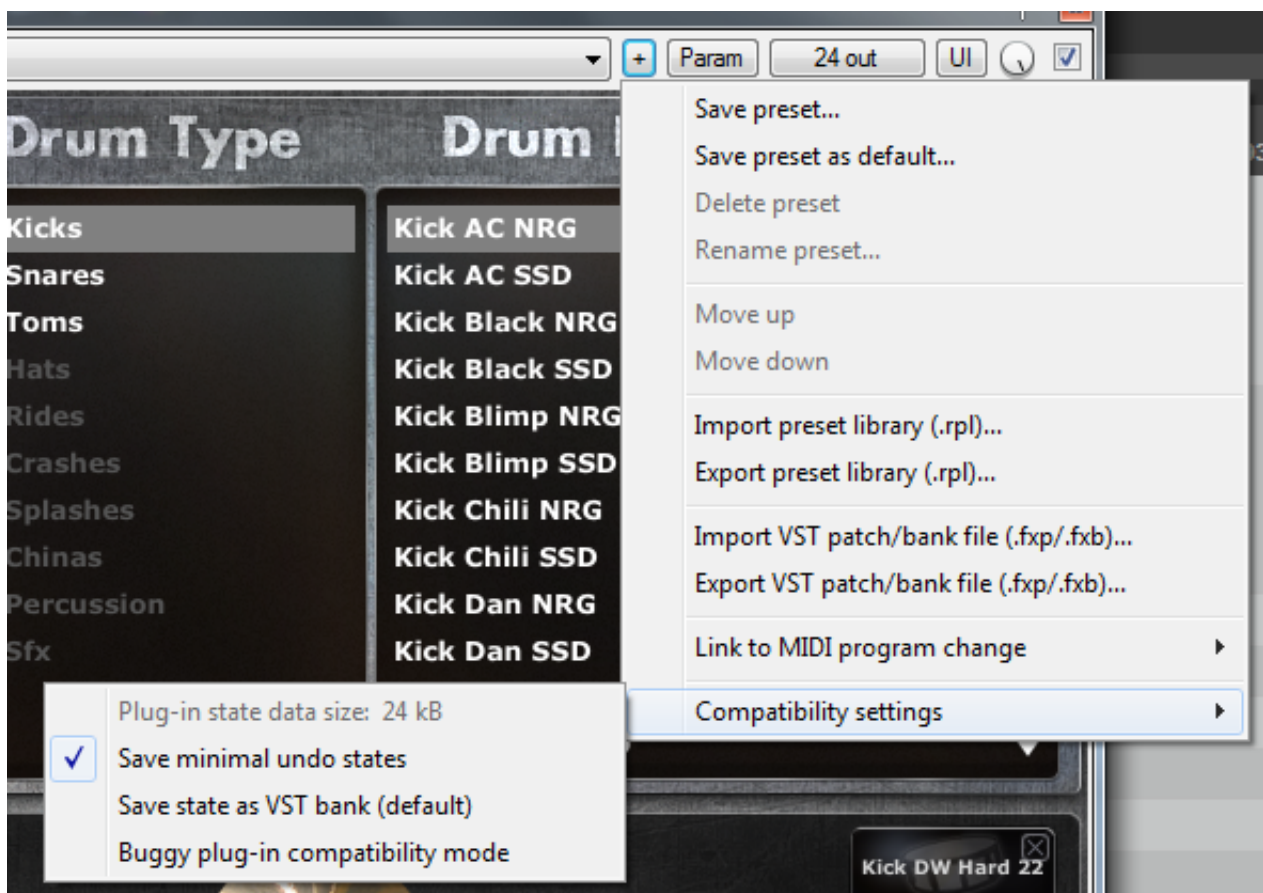 + Param 24 out UI
Drum Type
Drum
Kicks
Snares
Toms
Hats
Rides
Crashes
Splashes
Chinas
Percussion
Sfx
Kick AC NRG
Kick AC SSD
Kick Black NRG
Kick Black SSD
Kick Blimp NRG
Kick Blimp SSD
Kick Chili NRG
Kick Chili SSD
Kick Dan NRG
Kick Dan SSD
Save preset...
Save preset as default...
Delete preset
Rename preset...
Move up
Move down
Import preset library (.rpl)...
Export preset library (.rpl)...
Import VST patch/bank file (.fxp/.fxb)...
Export VST patch/bank file (.fxp/.fxb)...
Link to MIDI program change
Compatibility settings
Plug-in state data size: 24 kB
Save minimal undo states
Save state as VST bank (default)
Buggy plug-in compatibility mode
Kick DW Hard 22